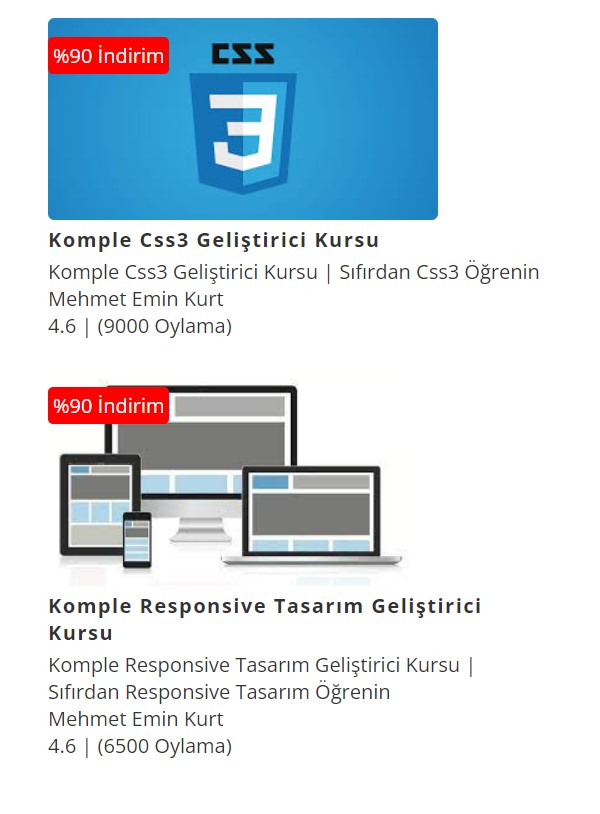 %90 İndirim
CSS
3
Komple Css3 Geliştirici Kursu
Komple Css3 Geliştirici Kursu | Sıfırdan Css3 Öğrenin
Mehmet Emin Kurt
4.6 | (9000 Oylama)
%90 İndirim
Komple Responsive Tasarım Geliştirici
Kursu
Komple Responsive Tasarım Geliştirici Kursu |
Sıfırdan Responsive Tasarım Öğrenin
Mehmet Emin Kurt
4.6 | (6500 Oylama)